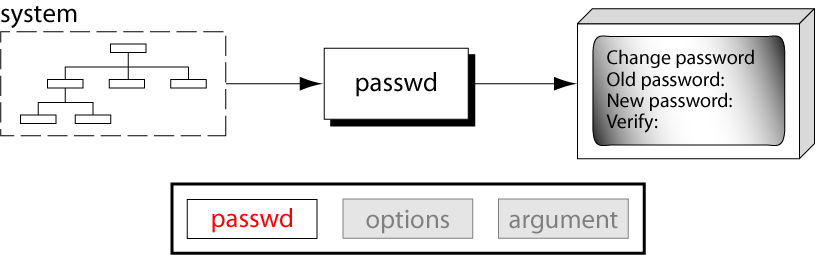 system
passwd
Change password
Old password:
New password:
Verify:
passwd
options
argument